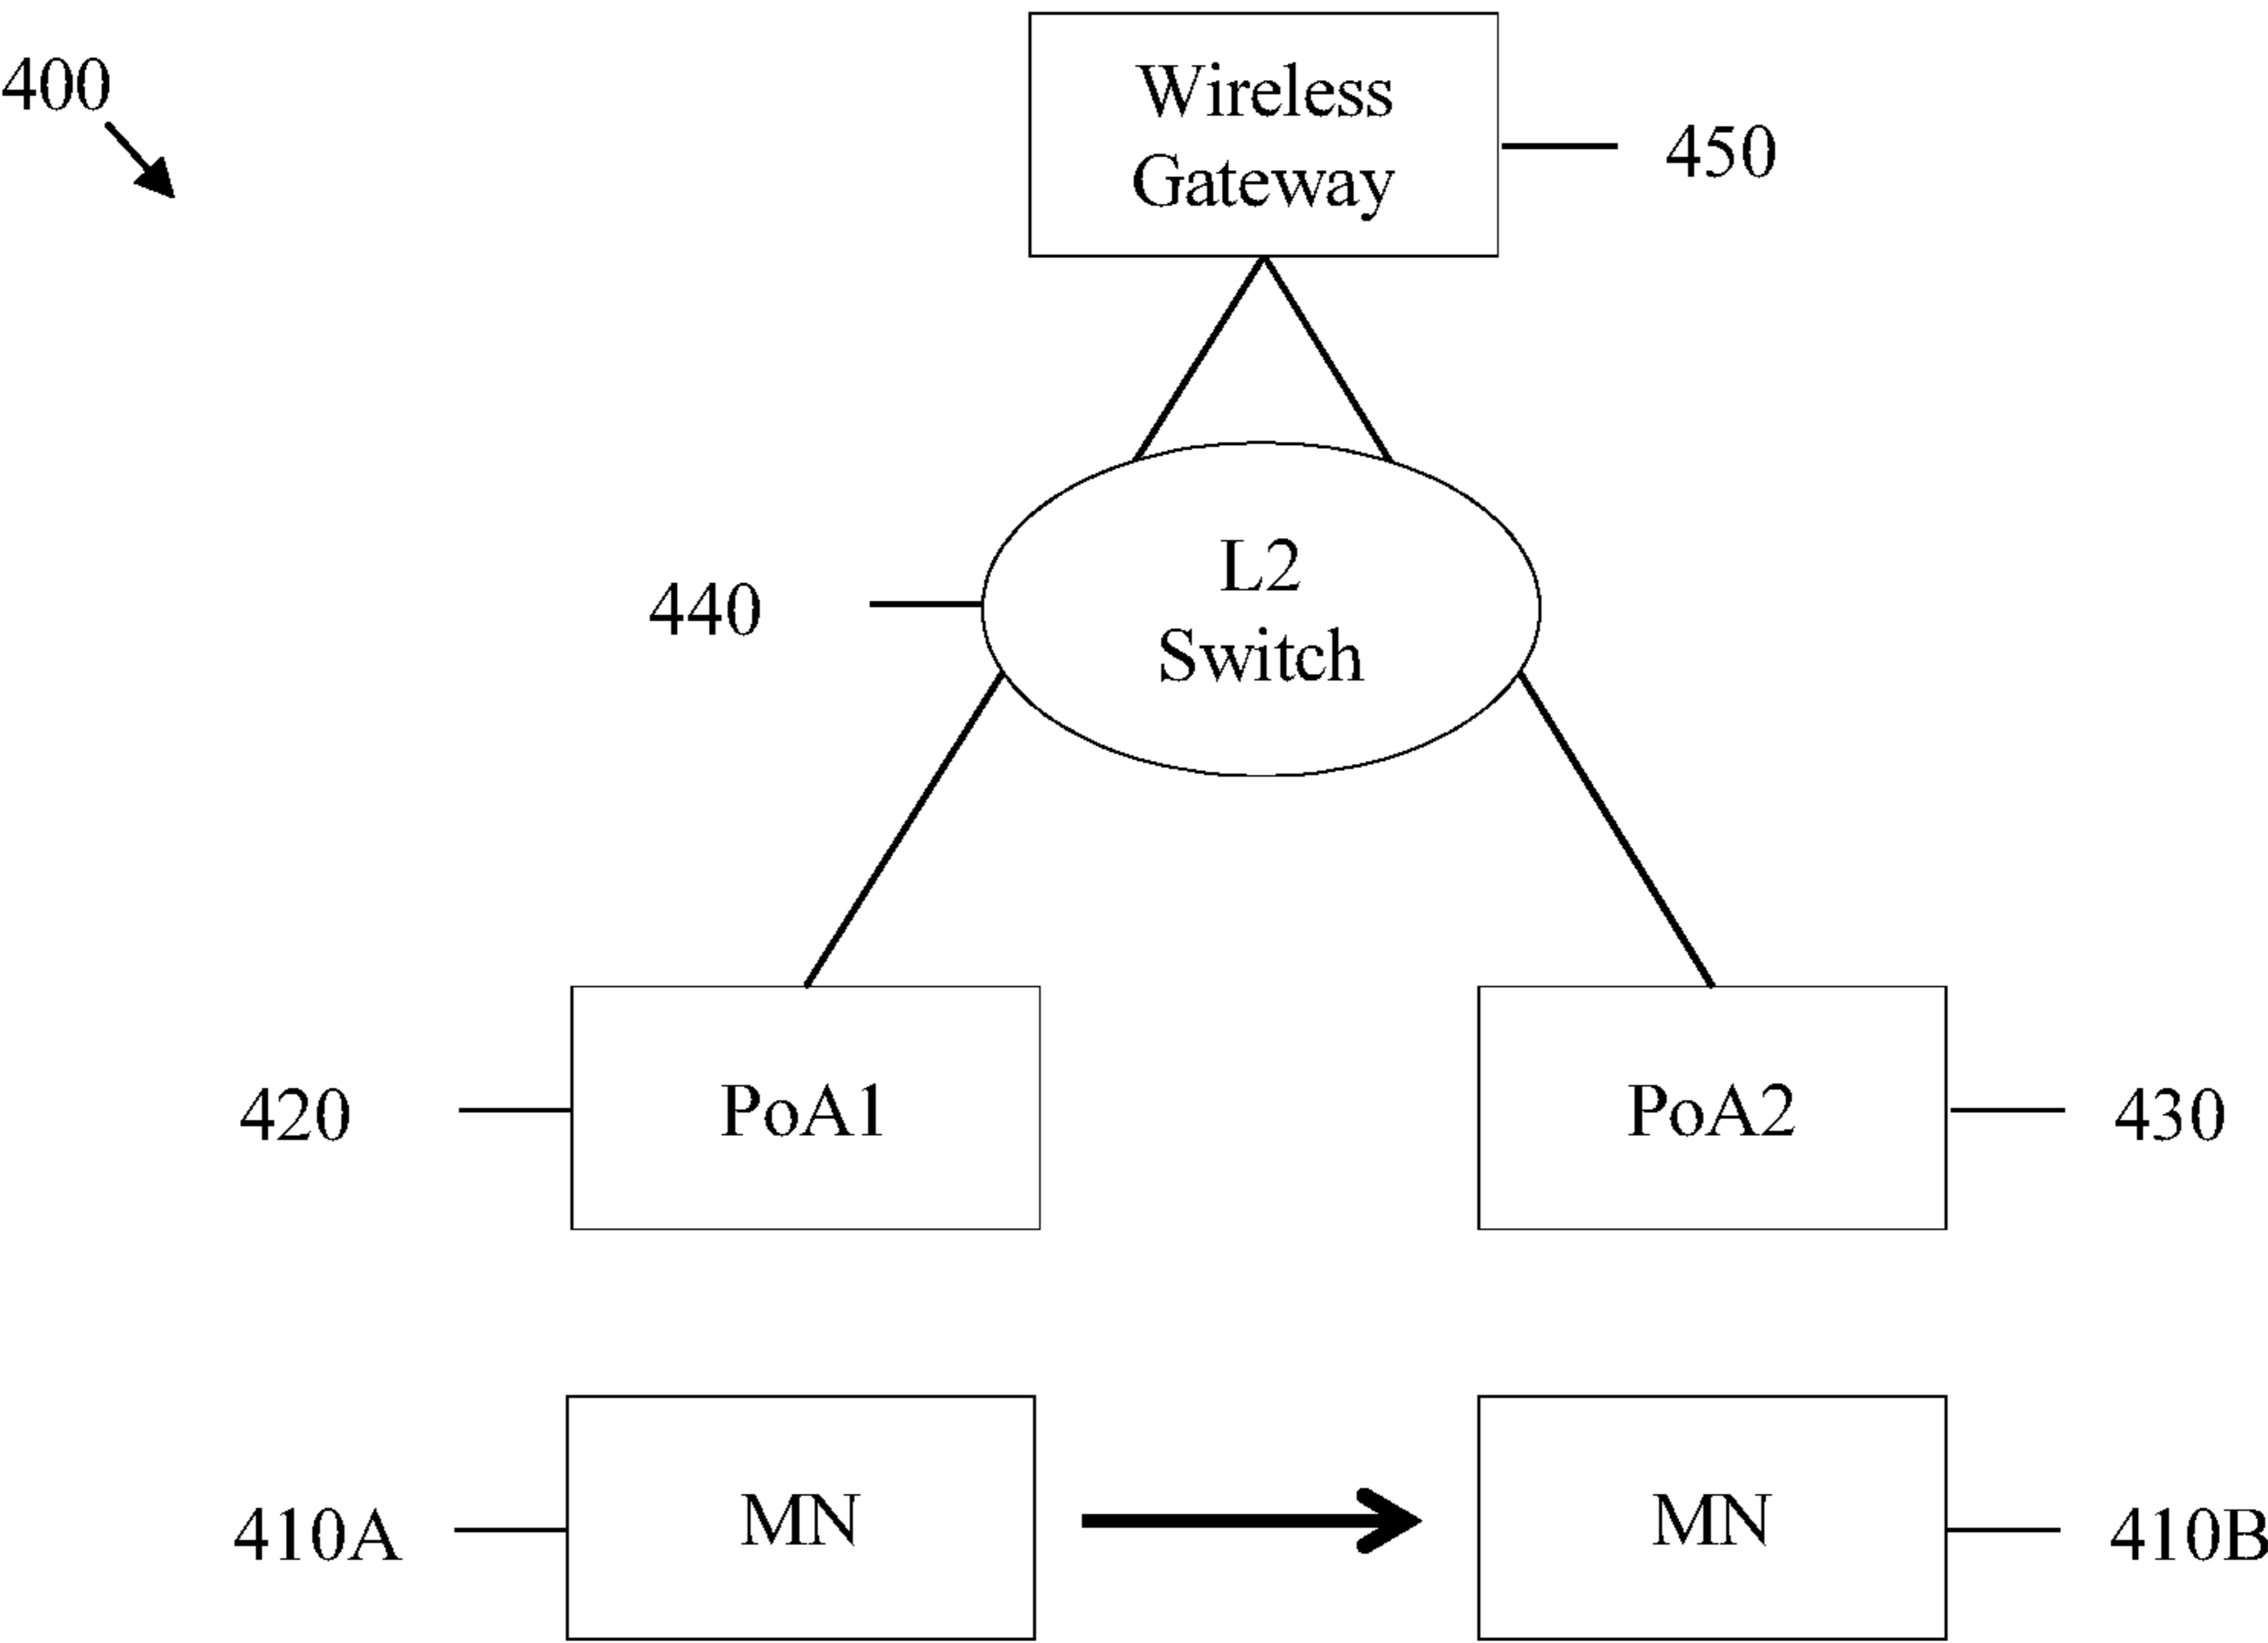 400
Wireless
Gateway
450
L2
Switch
440
420
PoA1
PoA2
430
410A
MN
MN
410B